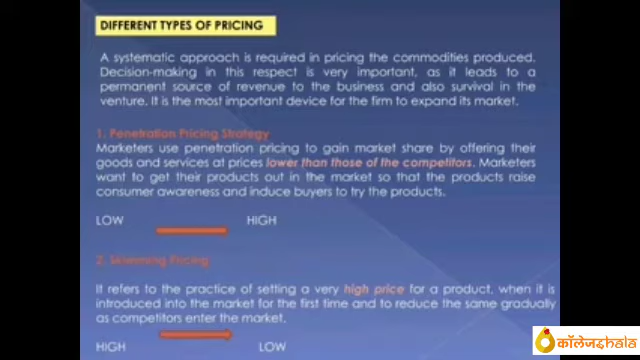 DIFFERENT TYPES OF PRICING
A systematic approach is required in pricing the commodities produced.
Decision-making in this respect is very important, as it leads to a
permanent source of revenue to the business and also survival in the
venture. It is the most important device for the firm to expand its market.
1. Penetration Pricing Strategy
Marketers use penetration pricing to gain market share by offering their
goods and services at prices lower than those of the competitors. Marketers
want to get their products out in the market so that the products raise
consumer awareness and induce buyers to try the products.
LOW HIGH
2. Skimming Pricing
It refers to the practice of setting a very high price for a product, when it is
introduced into the market for the first time and to reduce the same gradually
as competitors enter the market.
HIGH LOW
कॉलेजशाला